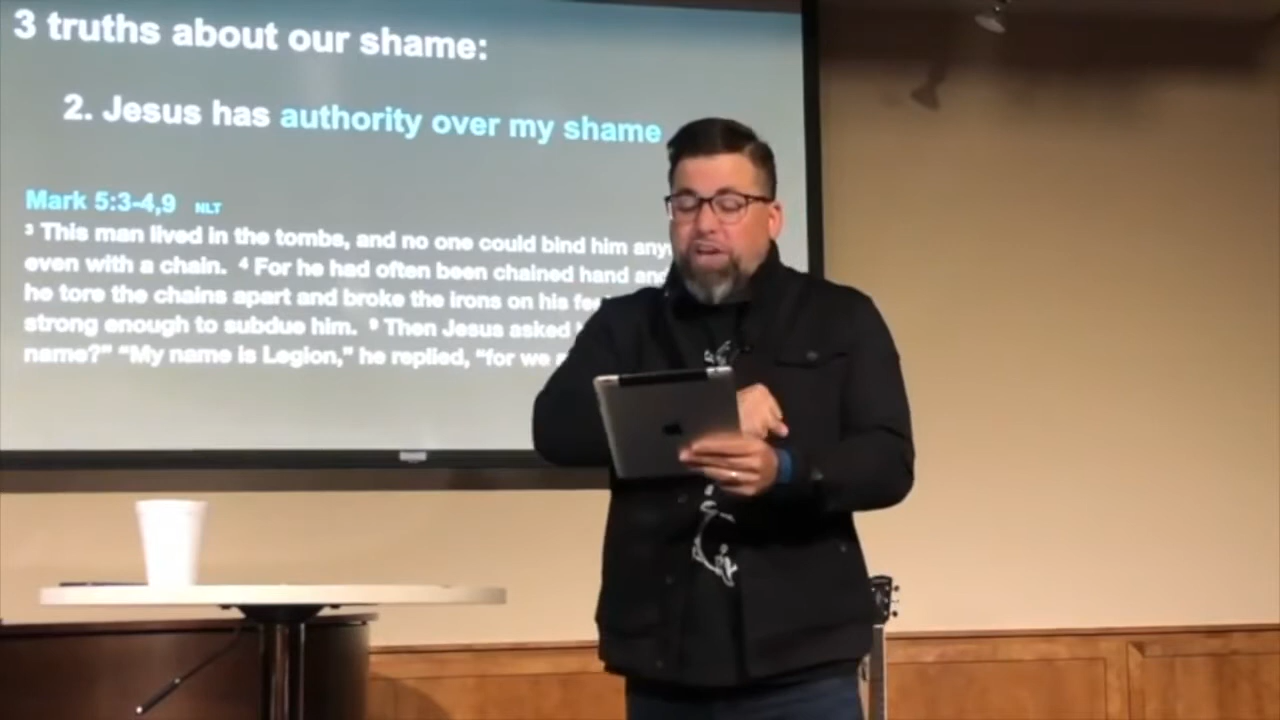 3 truths about our shame:
2. Jesus has authority over my shame
Mark 5:3-4,9 NLT
³ This man lived in the tombs, and no one could bind him
even with a chain. ⁴ For he had often been chained hand
he tore the chains apart and broke the irons on his
strong enough to subdue him. ⁹ Then Jesus asked
name?” “My name is Legion,” he replied, “for we